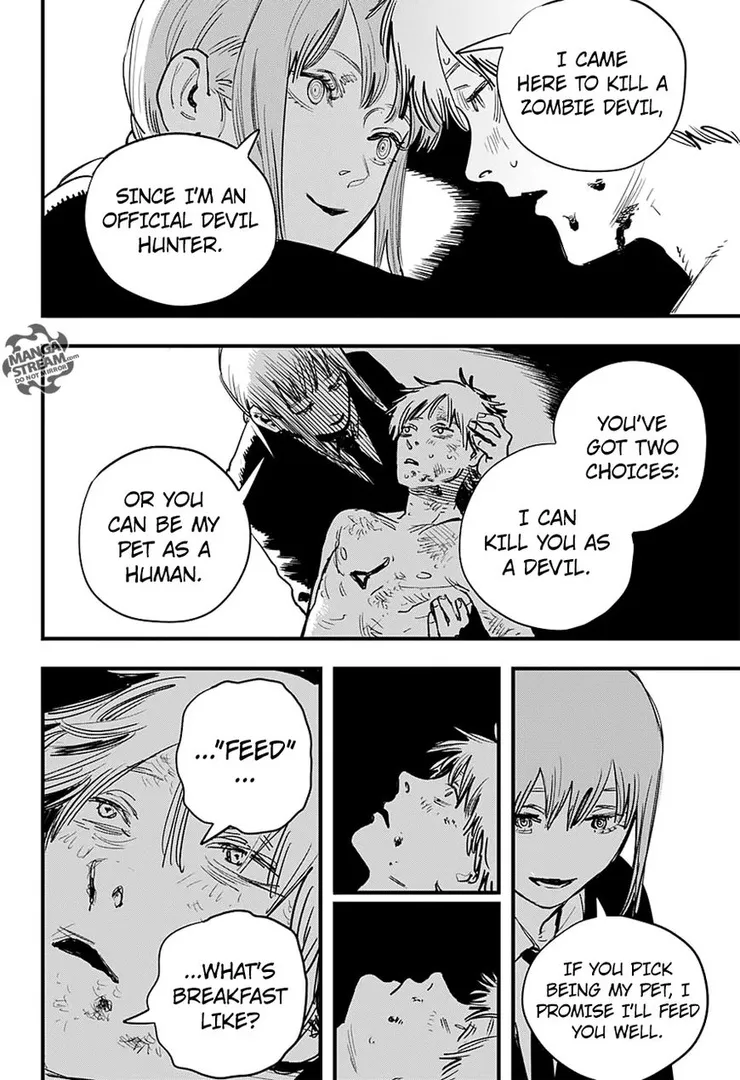 I CAME
HERE TO KILL A
ZOMBIE DEVIL,
SINCE I'M AN
OFFICIAL DEVIL
HUNTER.
MANGA
STREAM.com
DO NOT MIRROR!
YOU'VE
GOT TWO
CHOICES:
I CAN
KILL YOU AS
A DEVIL.
OR YOU
CAN BE MY
PET AS A
HUMAN.
IF YOU PICK
BEING MY PET, I
PROMISE I'LL FEED
YOU WELL.
..."FEED"
...
...WHAT'S
BREAKFAST
LIKE?